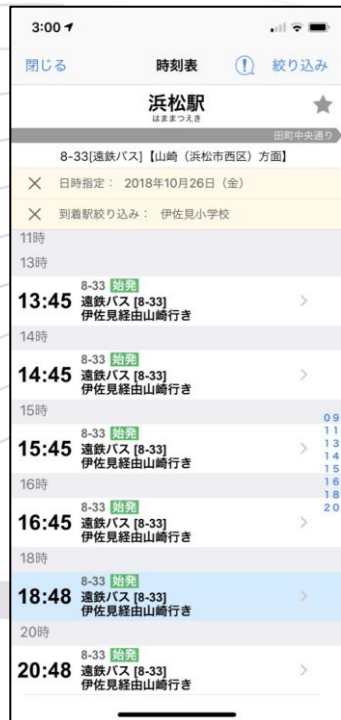 3:00
閉じる 時刻表 絞り込み
浜松駅
はままつえき
田町中央通り
8-33[遠鉄バス]【山崎（浜松市西区）方面】
× 日時指定： 2018年10月26日（金）
× 到着駅絞り込み： 伊佐見小学校
11時
13時
8-33 始発
13:45 遠鉄バス [8-33]
伊佐見経由山崎行き
14時
8-33 始発
14:45 遠鉄バス [8-33]
伊佐見経由山崎行き
15時
8-33 始発
15:45 遠鉄バス [8-33]
伊佐見経由山崎行き
16時
8-33 始発
16:45 遠鉄バス [8-33]
伊佐見経由山崎行き
18時
8-33 始発
18:48 遠鉄バス [8-33]
伊佐見経由山崎行き
20時
8-33 始発
20:48 遠鉄バス [8-33]
伊佐見経由山崎行き
09
11
13
14
15
16
18
20